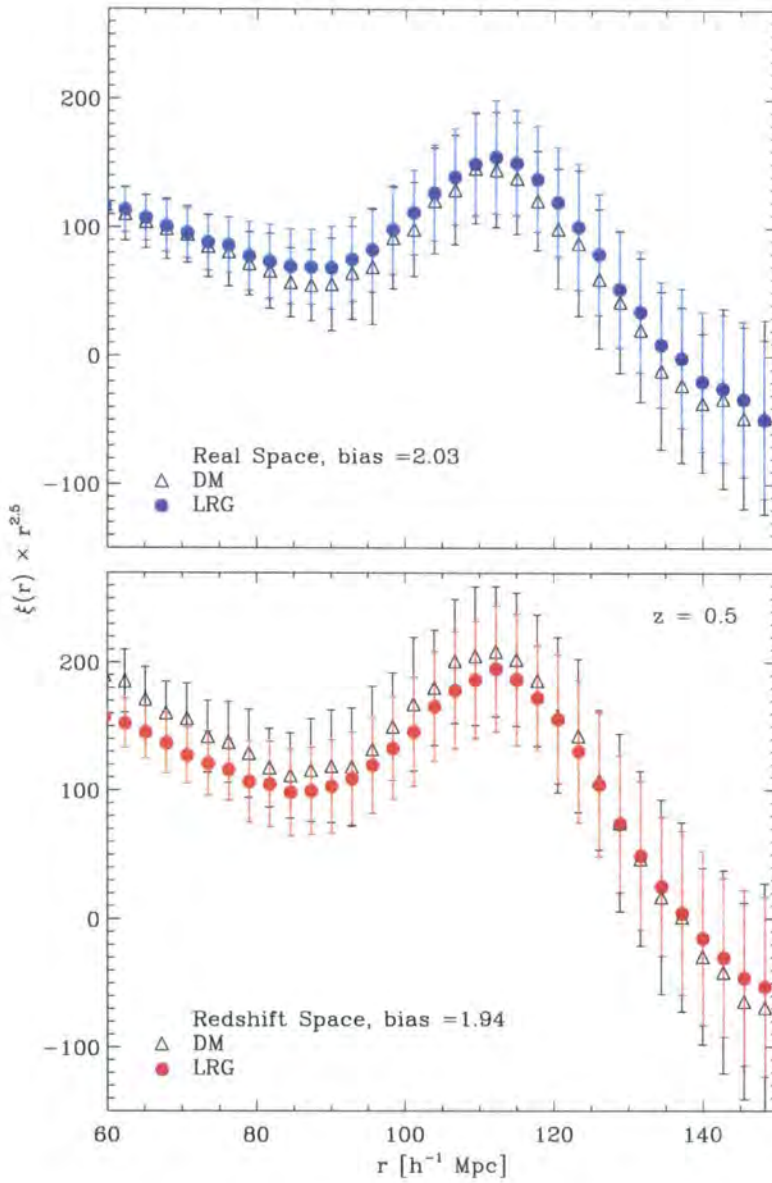 200
100
0
−100
Real Space, bias =2.03
DM
LRG
ξ(r) × r^2.5
z = 0.5
200
100
0
−100
Redshift Space, bias =1.94
DM
LRG
60 80 100 120 140
r [h^−1 Mpc]